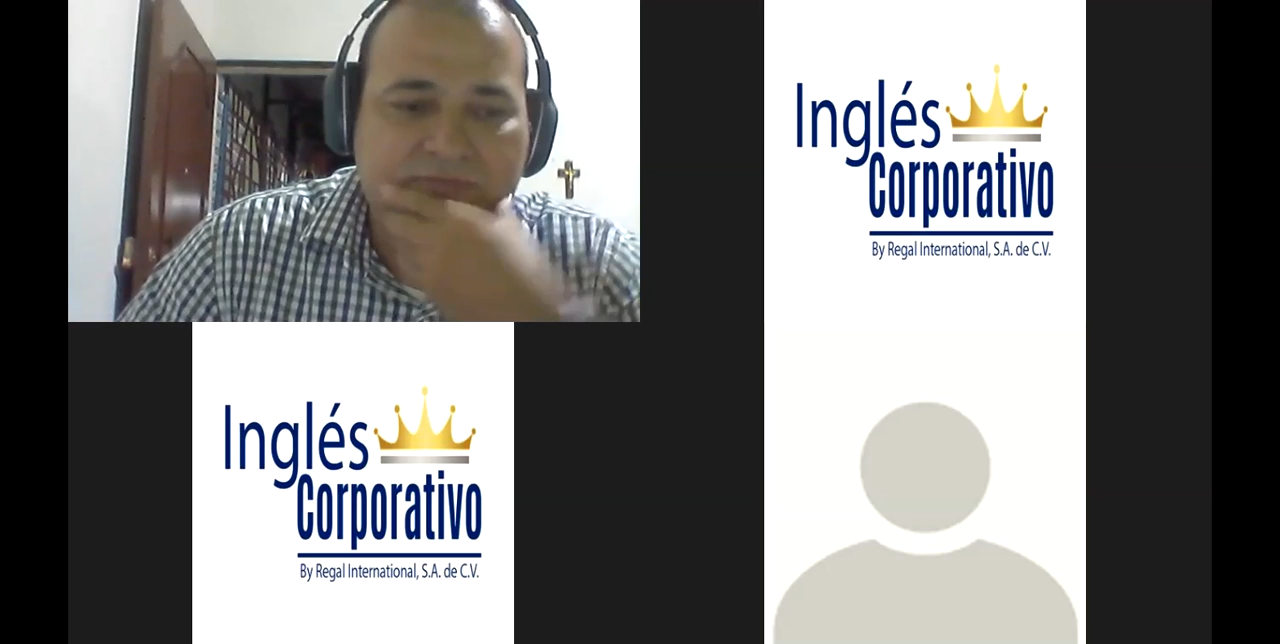 Inglés
Corporativo
By Regal International, S.A. de C.V.
Inglés
Corporativo
By Regal International, S.A. de C.V.